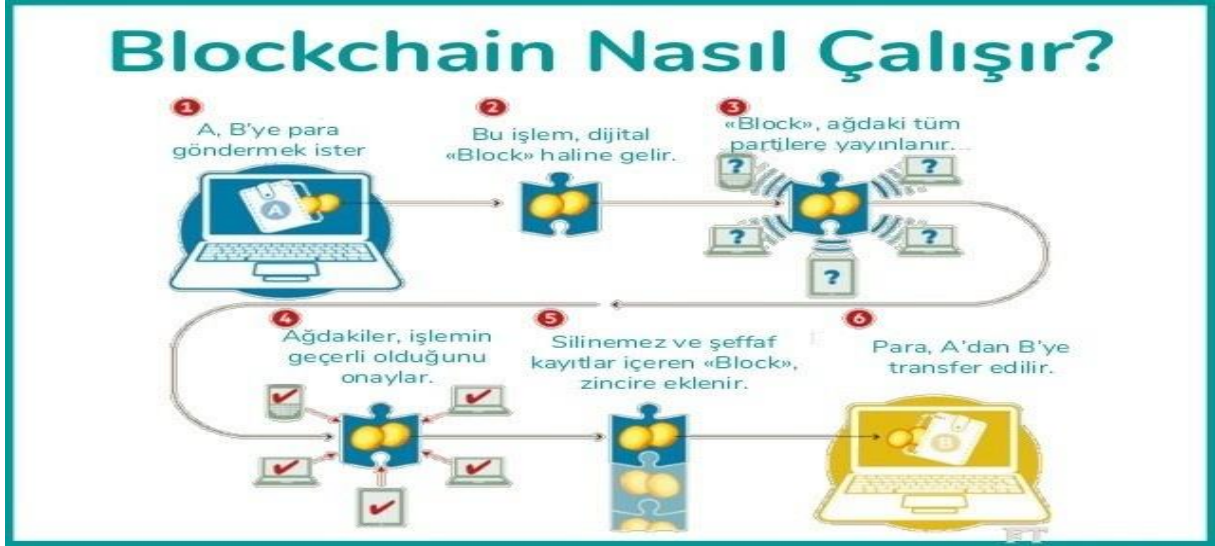 Blockchain Nasıl Çalışır?
1
A, B'ye para
göndermek ister
2
Bu işlem, dijital
«Block» haline gelir.
3
«Block», ağdaki tüm
partilere yayınlanır...
A
?
?
?
?
?
4
Ağdakiler, işlemin
geçerli olduğunu
onaylar.
5
Silinemez ve şeffaf
kayıtlar içeren «Block»,
zincire eklenir.
6
Para, A'dan B'ye
transfer edilir.
B
FT